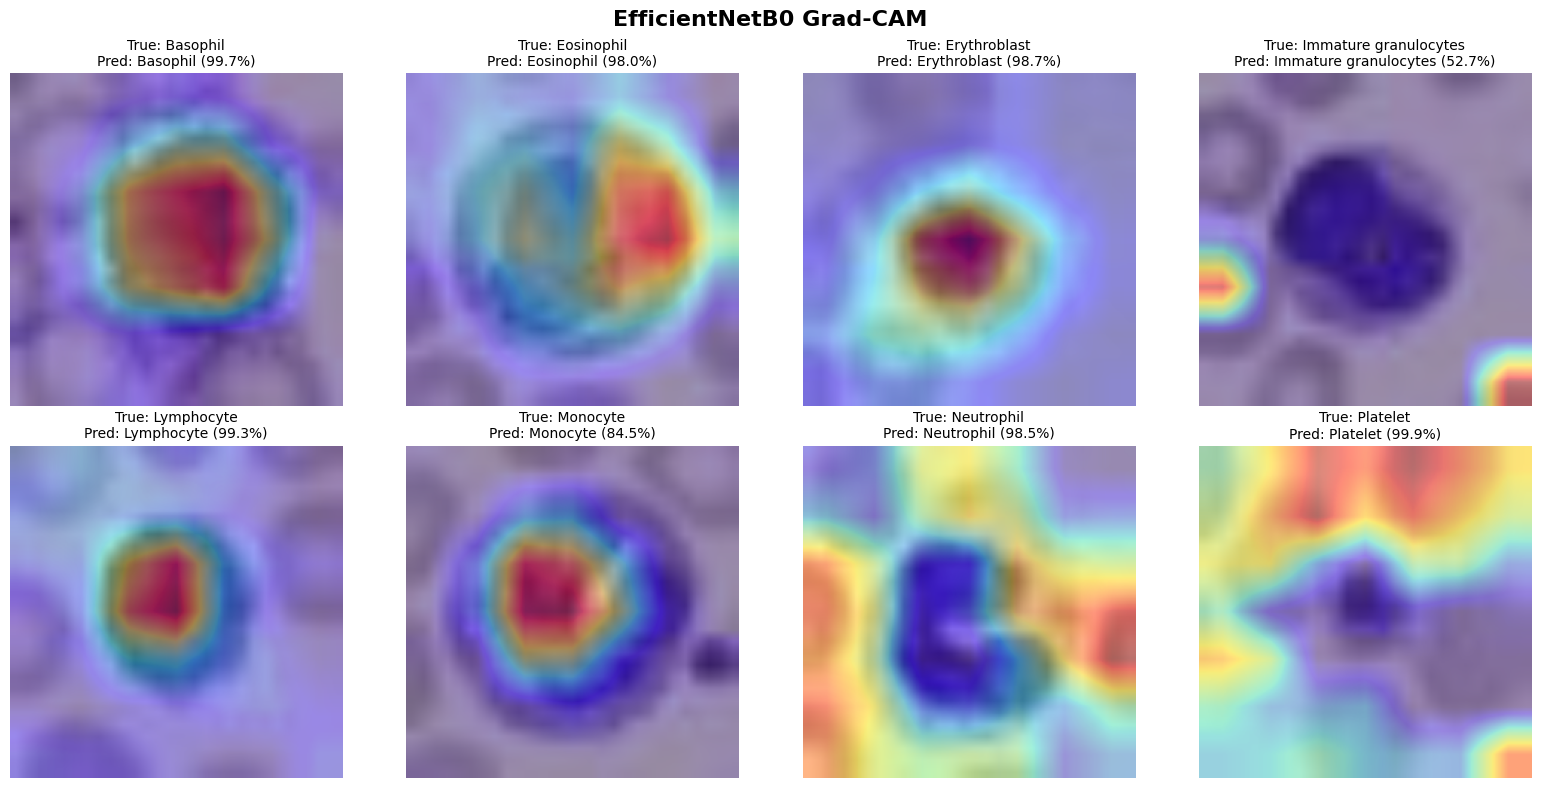 EfficientNetB0 Grad-CAM
True: Basophil
Pred: Basophil (99.7%)
True: Eosinophil
Pred: Eosinophil (98.0%)
True: Erythroblast
Pred: Erythroblast (98.7%)
True: Immature granulocytes
Pred: Immature granulocytes (52.7%)
True: Lymphocyte
Pred: Lymphocyte (99.3%)
True: Monocyte
Pred: Monocyte (84.5%)
True: Neutrophil
Pred: Neutrophil (98.5%)
True: Platelet
Pred: Platelet (99.9%)